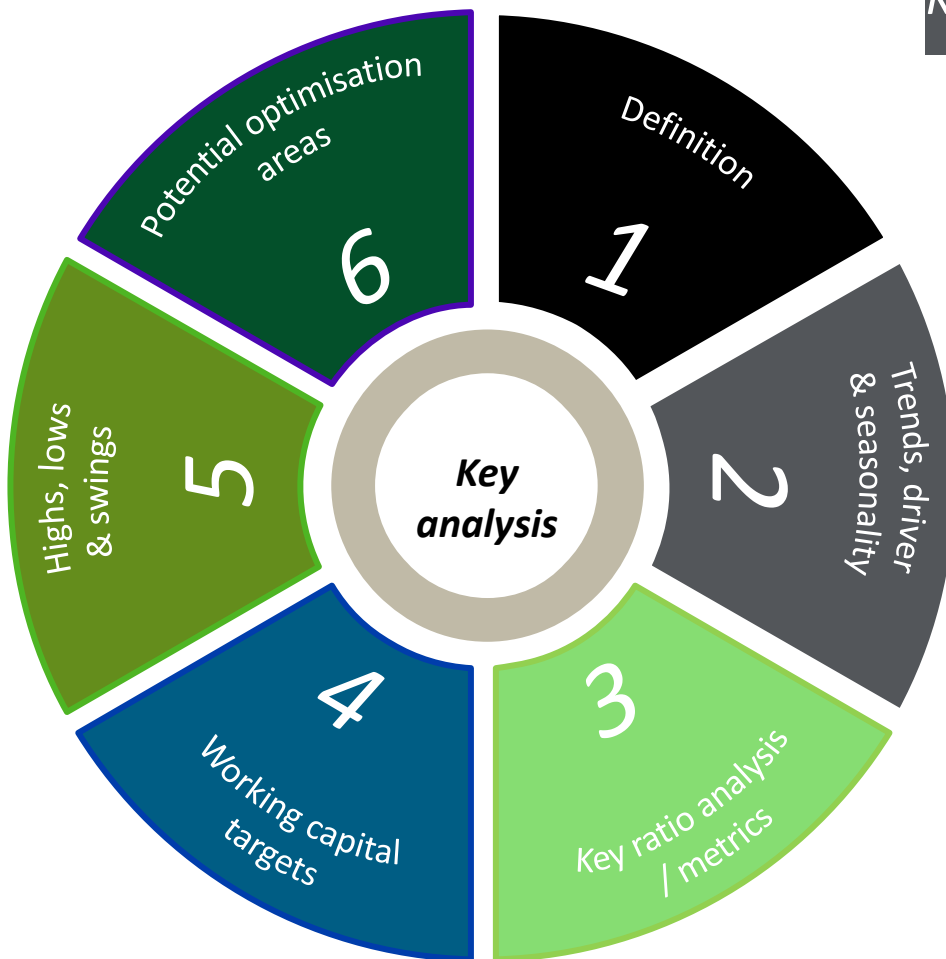 Definition
1
Trends, driver
& seasonality
2
3
Key ratio analysis
/ metrics
4
Working capital
targets
Highs, lows
& swings
5
Potential optimisation
areas
6
Key
analysis